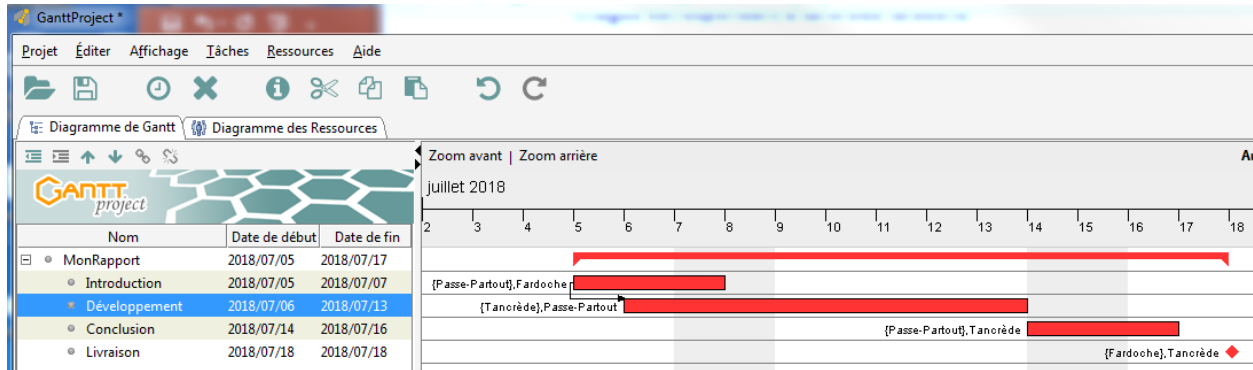 GanttProject *
Projet Éditer Affichage Tâches Ressources Aide
Diagramme de Gantt Diagramme des Ressources
Zoom avant | Zoom arrière
GANTT project
juillet 2018
2 3 4 5 6 7 8 9 10 11 12 13 14 15 16 17 18
Nom Date de début Date de fin
MonRapport 2018/07/05 2018/07/17
Introduction 2018/07/05 2018/07/07 {Passe-Partout},Fardoche
Développement 2018/07/06 2018/07/13 {Tancrède},Passe-Partout
Conclusion 2018/07/14 2018/07/16 {Passe-Partout},Tancrède
Livraison 2018/07/18 2018/07/18 {Fardoche},Tancrède